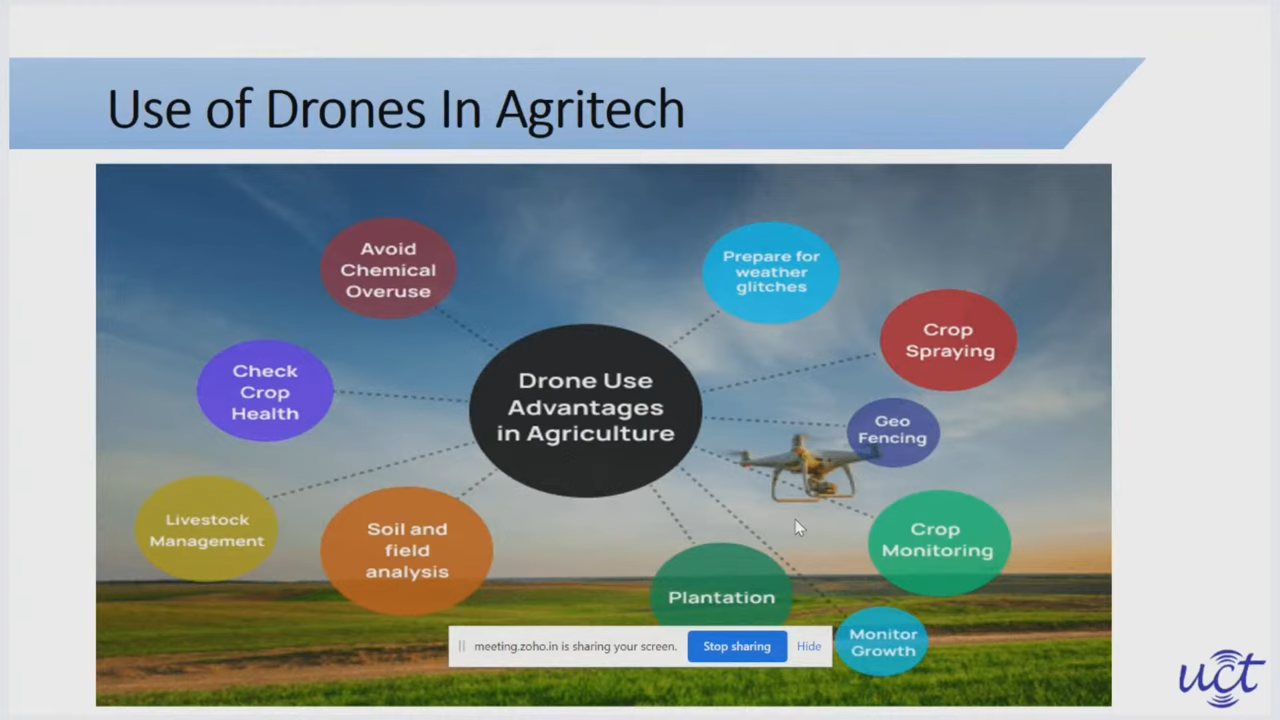 Use of Drones In Agritech
Avoid
Chemical
Overuse
Prepare for
weather
glitches
Crop
Spraying
Check
Crop
Health
Drone Use
Advantages
in Agriculture
Geo
Fencing
Livestock
Management
Soil and
field
analysis
Crop
Monitoring
Plantation
Monitor
Growth
meeting.zoho.in is sharing your screen.
Stop sharing
Hide
uct